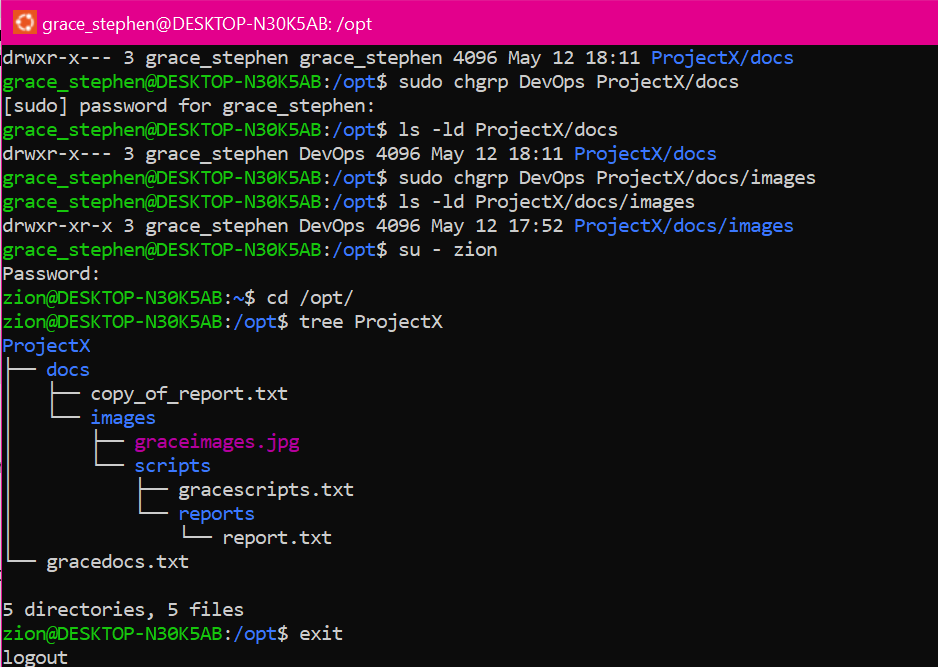 grace_stephen@DESKTOP-N30K5AB: /opt
drwxr-x--- 3 grace_stephen grace_stephen 4096 May 12 18:11 ProjectX/docs
grace_stephen@DESKTOP-N30K5AB:/opt$ sudo chgrp DevOps ProjectX/docs
[sudo] password for grace_stephen:
grace_stephen@DESKTOP-N30K5AB:/opt$ ls -ld ProjectX/docs
drwxr-x--- 3 grace_stephen DevOps 4096 May 12 18:11 ProjectX/docs
grace_stephen@DESKTOP-N30K5AB:/opt$ sudo chgrp DevOps ProjectX/docs/images
grace_stephen@DESKTOP-N30K5AB:/opt$ ls -ld ProjectX/docs/images
drwxr-xr-x 3 grace_stephen DevOps 4096 May 12 17:52 ProjectX/docs/images
grace_stephen@DESKTOP-N30K5AB:/opt$ su - zion
Password:
zion@DESKTOP-N30K5AB:~$ cd /opt/
zion@DESKTOP-N30K5AB:/opt$ tree ProjectX
ProjectX
├── docs
│   ├── copy_of_report.txt
│   └── images
│       ├── graceimages.jpg
│       └── scripts
│           ├── gracescripts.txt
│           └── reports
│               └── report.txt
└── gracedocs.txt
5 directories, 5 files
zion@DESKTOP-N30K5AB:/opt$ exit
logout